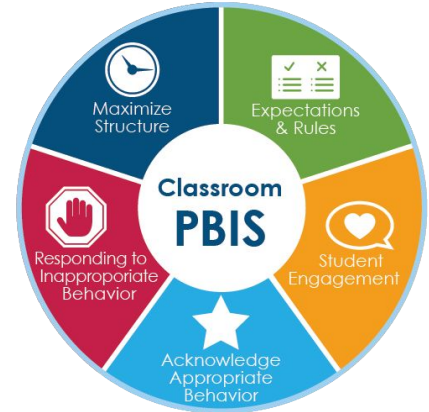 Maximize
Structure
Expectations
& Rules
Classroom
PBIS
Responding to
Inapproporiate
Behavior
Student
Engagement
Acknowledge
Appropriate
Behavior